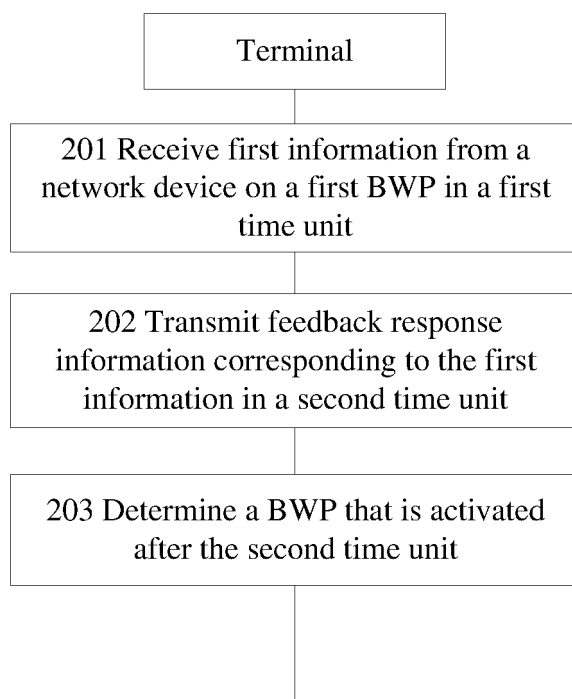 Terminal
201 Receive first information from a
network device on a first BWP in a first
time unit
202 Transmit feedback response
information corresponding to the first
information in a second time unit
203 Determine a BWP that is activated
after the second time unit